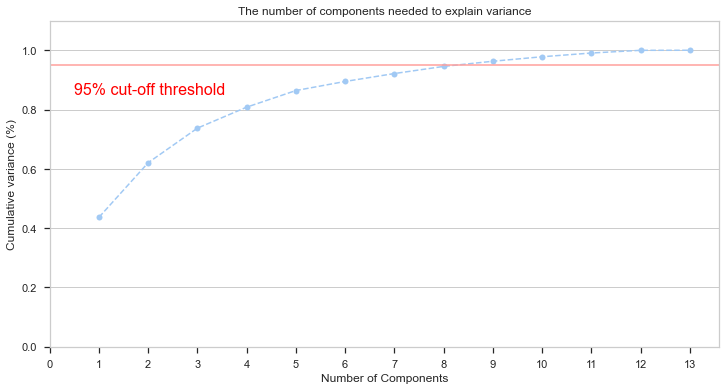 The number of components needed to explain variance
1.0
95% cut-off threshold
0.8
0.6
0.4
0.2
0.0
Cumulative variance (%)
0 1 2 3 4 5 6 7 8 9 10 11 12 13
Number of Components